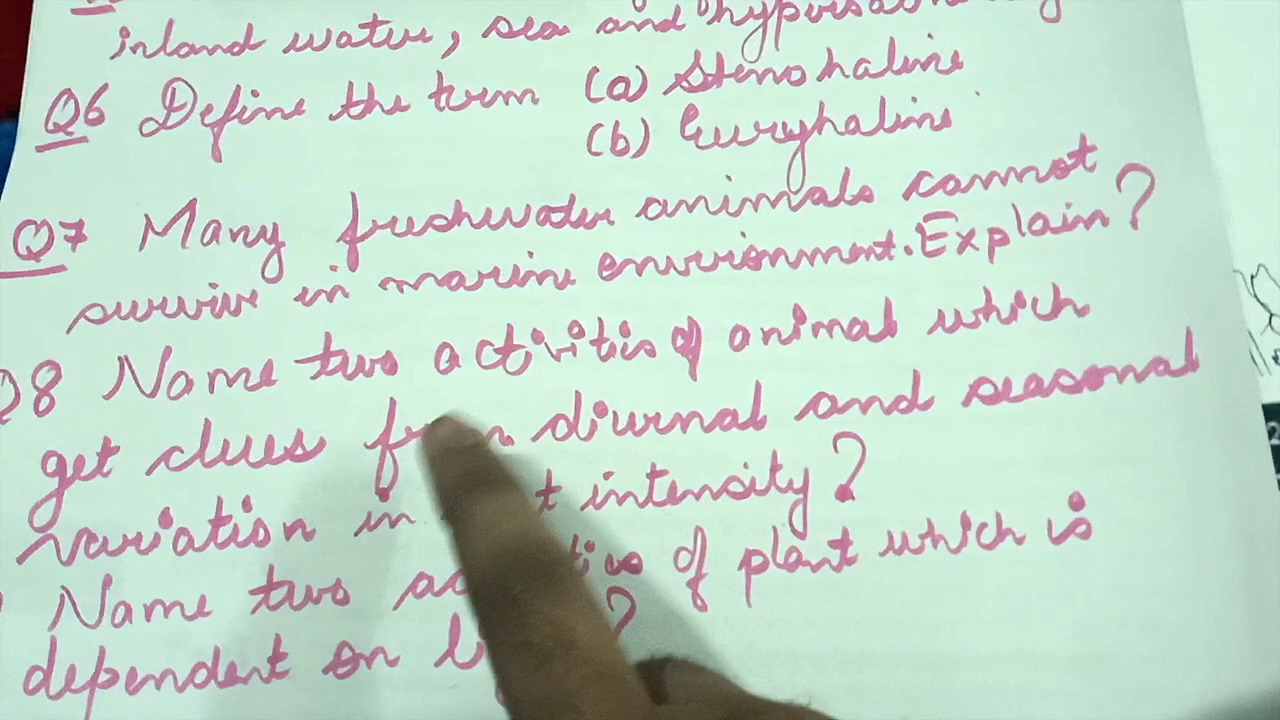 inland water, sea and
Q6 Define the term (a) Stenohaline
(b) Euryhaline
Q7 Many freshwater animals cannot
survive in marine environment. Explain?
Q8 Name two activities of animal which
get clues from diurnal and seasonal
variation in intensity?
Name two of plant which is
dependent on